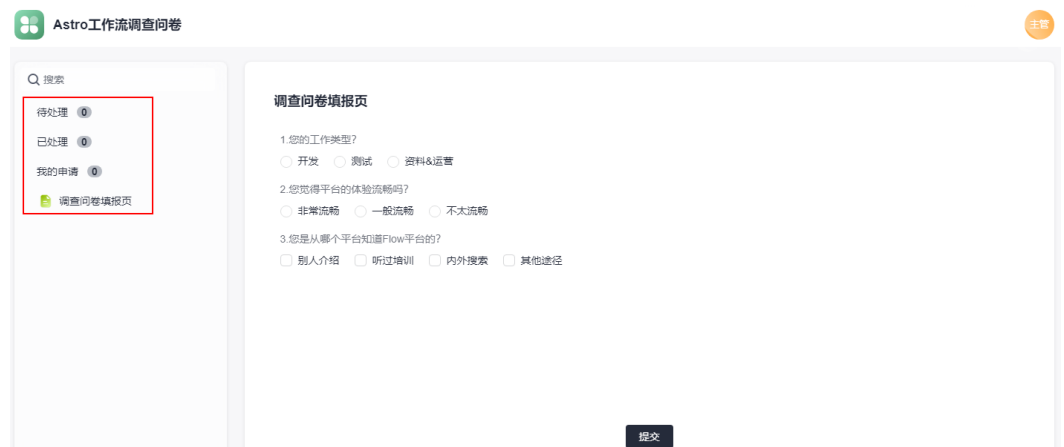 Astro工作流调查问卷
主管
搜索
待处理 0
已处理 0
我的申请 0
调查问卷填报页
调查问卷填报页
1.您的工作类型?
开发 测试 资料&运营
2.您觉得平台的体验流畅吗?
非常流畅 一般流畅 不太流畅
3.您是从哪个平台知道Flow平台的?
别人介绍 听过培训 内外搜索 其他途径
提交